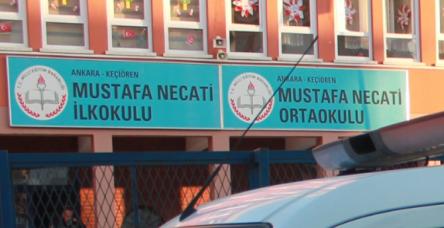 ANKARA - KEÇİÖREN
MUSTAFA NECATİ
İLKOKULU
ANKARA - KEÇİÖREN
MUSTAFA NECATİ
ORTAOKULU